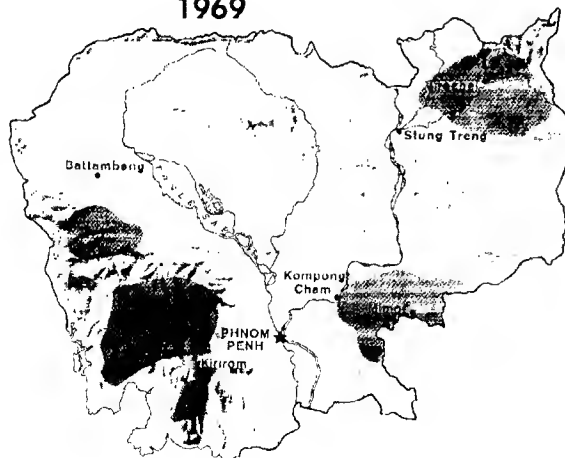 1969
Stung Treng
Battambang
Kompong
Cham
PHNOM
PENH
Kirirom